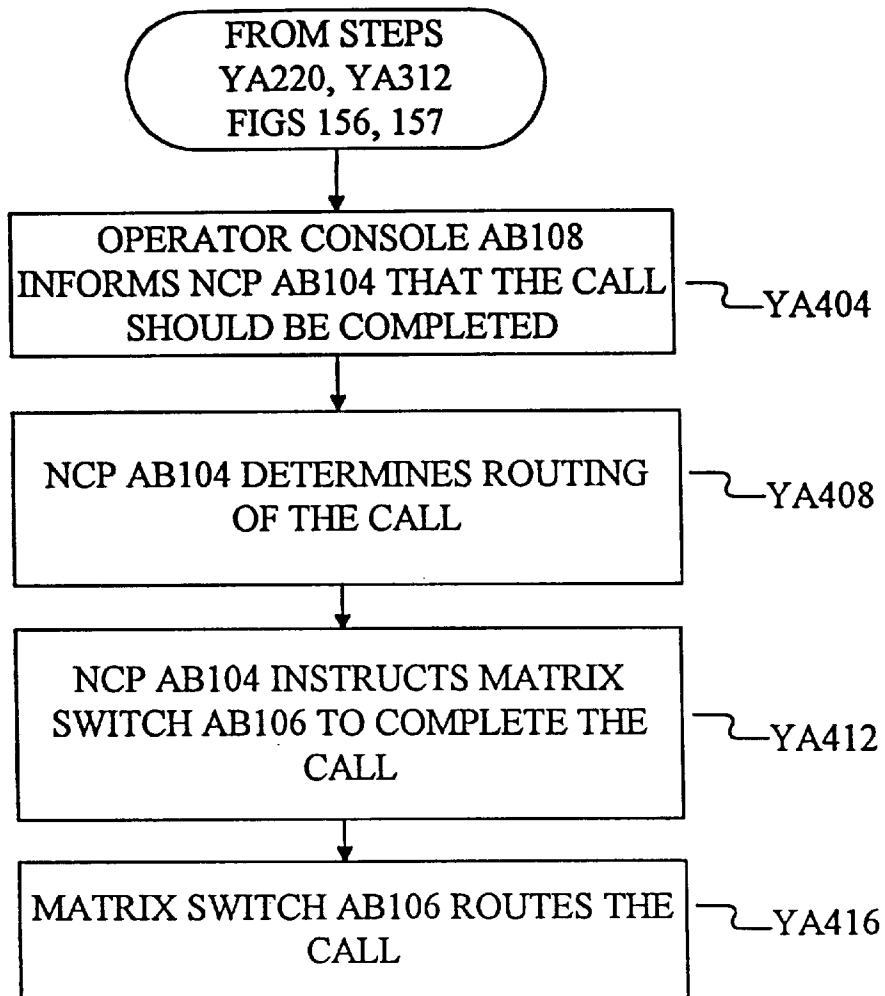 FROM STEPS
YA220, YA312
FIGS 156, 157
OPERATOR CONSOLE AB108
INFORMS NCP AB104 THAT THE CALL
SHOULD BE COMPLETED
YA404
NCP AB104 DETERMINES ROUTING
OF THE CALL
YA408
NCP AB104 INSTRUCTS MATRIX
SWITCH AB106 TO COMPLETE THE
CALL
YA412
MATRIX SWITCH AB106 ROUTES THE
CALL
YA416